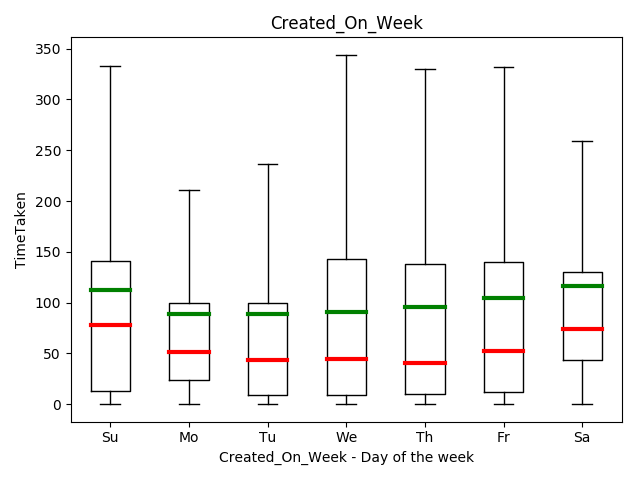 Created_On_Week
TimeTaken
350
300
250
200
150
100
50
0
Su Mo Tu We Th Fr Sa
Created_On_Week - Day of the week